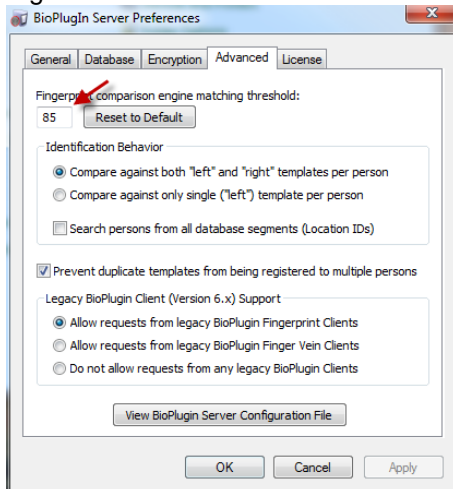 BioPlugIn Server Preferences
General Database Encryption Advanced License
Fingerprint comparison engine matching threshold:
85 Reset to Default
Identification Behavior
Compare against both "left" and "right" templates per person
Compare against only single ("left") template per person
Search persons from all database segments (Location IDs)
Prevent duplicate templates from being registered to multiple persons
Legacy BioPlugin Client (Version 6.x) Support
Allow requests from legacy BioPlugin Fingerprint Clients
Allow requests from legacy BioPlugin Finger Vein Clients
Do not allow requests from any legacy BioPlugin Clients
View BioPlugin Server Configuration File
OK Cancel Apply